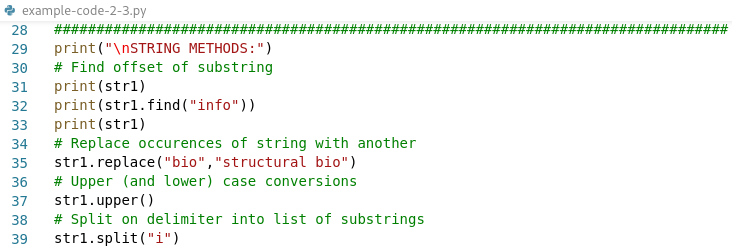 example-code-2-3.py
28 ################################################################################
29 print("\nSTRING METHODS:")
30 # Find offset of substring
31 print(str1)
32 print(str1.find("info"))
33 print(str1)
34 # Replace occurences of string with another
35 str1.replace("bio","structural bio")
36 # Upper (and lower) case conversions
37 str1.upper()
38 # Split on delimiter into list of substrings
39 str1.split("i")